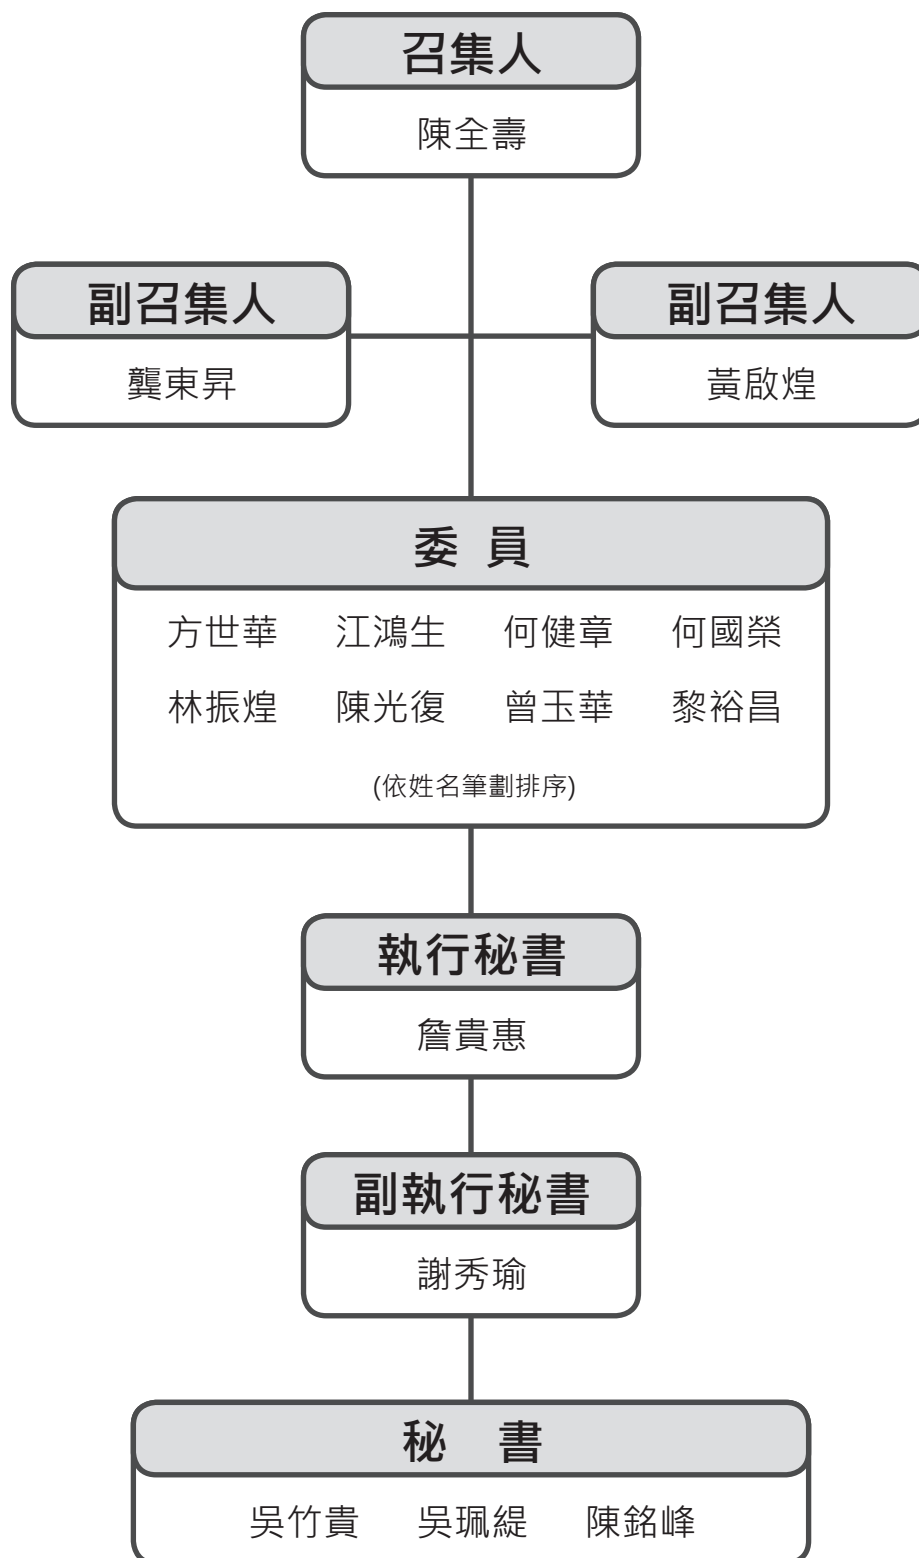 召集人
陳全壽
副召集人
龔東昇
副召集人
黃啟煌
委 員
方世華 江鴻生 何健章 何國榮
林振煌 陳光復 曾玉華 黎裕昌
(依姓名筆劃排序)
執行秘書
詹貴惠
副執行秘書
謝秀瑜
秘 書
吳竹貴 吳珮緹 陳銘峰